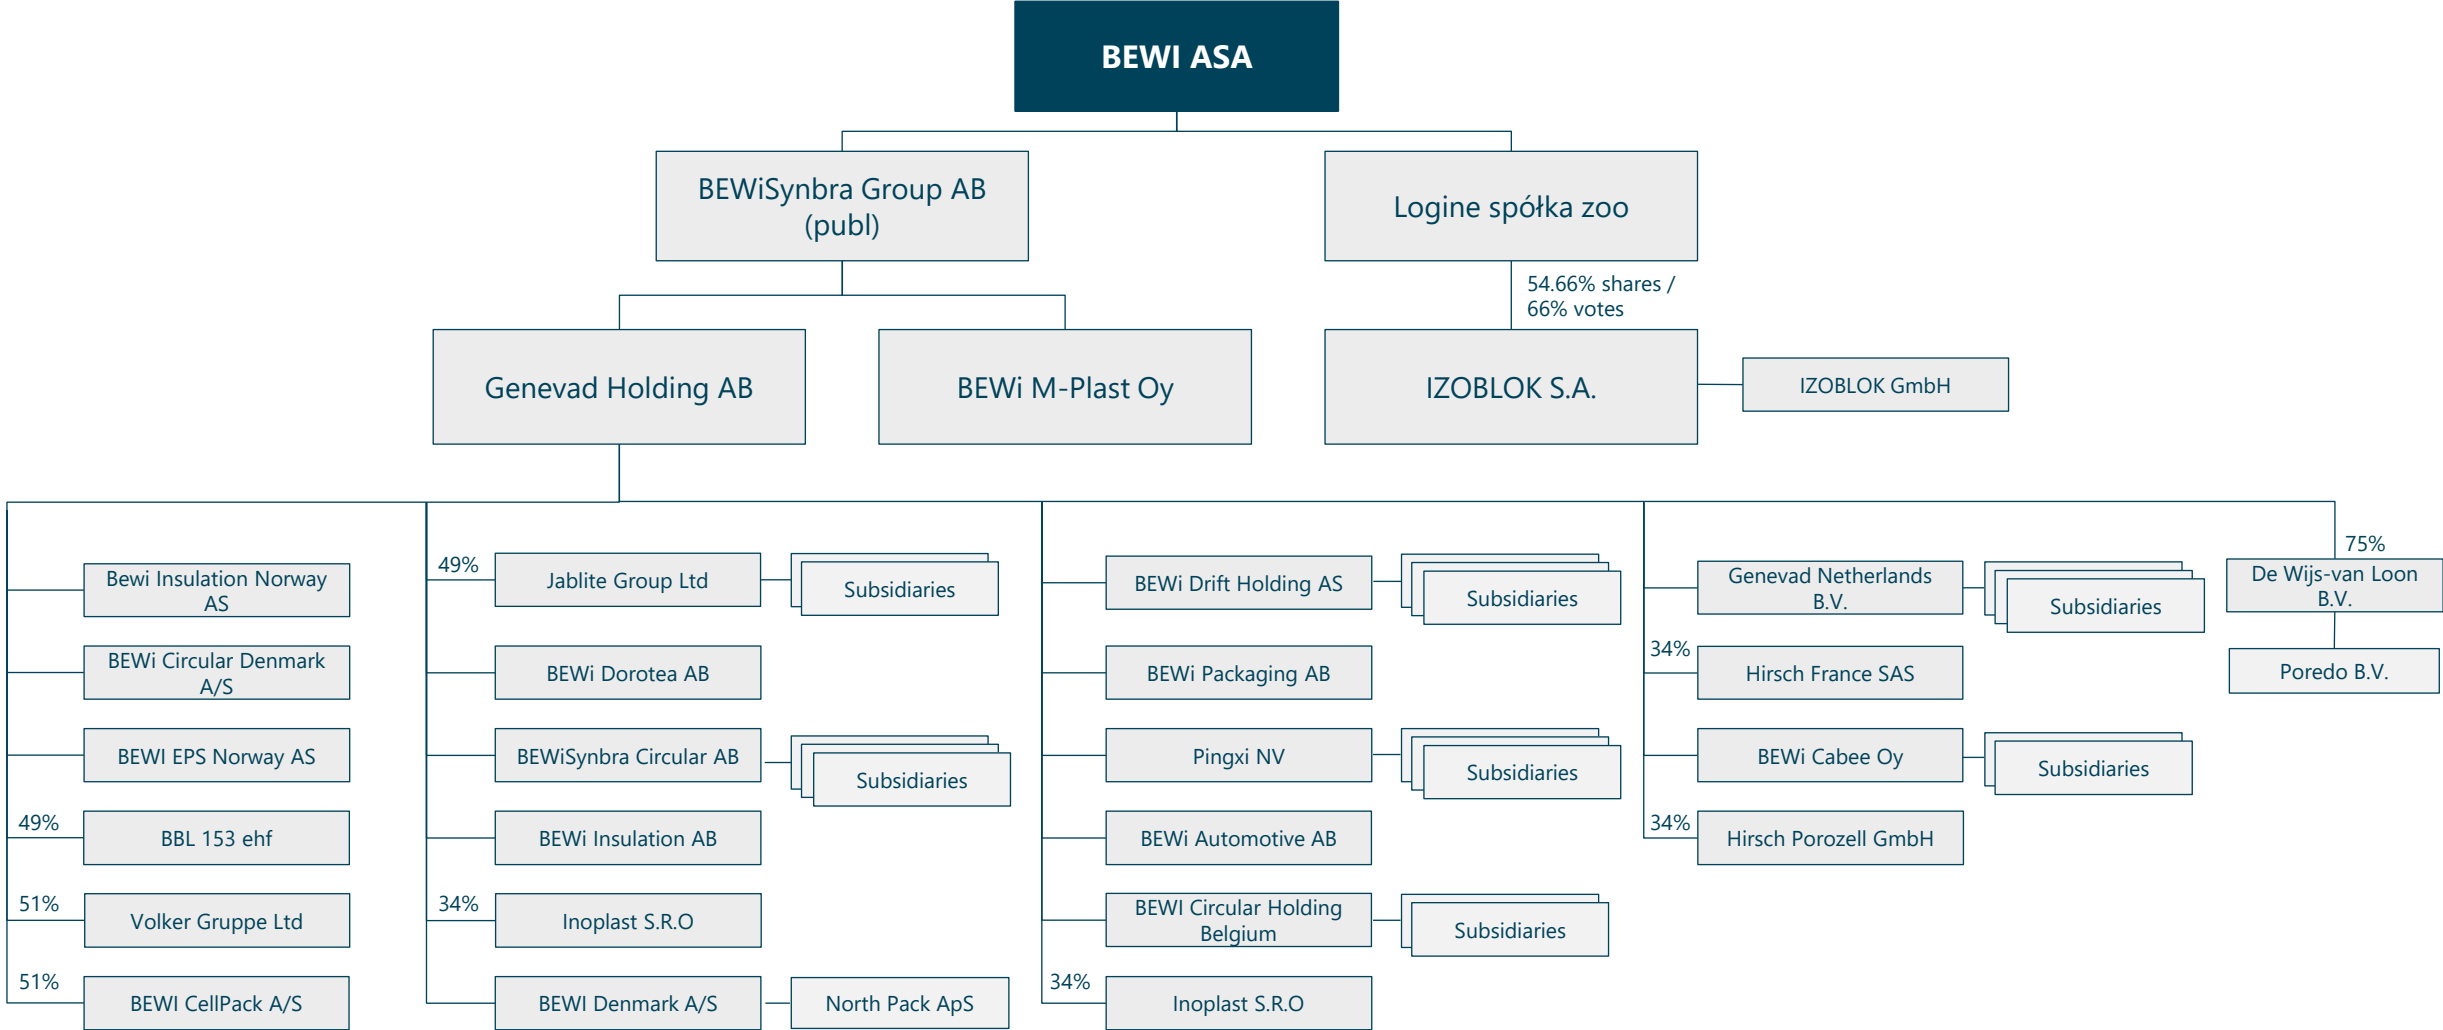 BEWI ASA
BEWiSynbra Group AB
(publ)
Logine spółka zoo
54.66% shares /
66% votes
Genevad Holding AB
BEWi M-Plast Oy
IZOBLOK S.A.
IZOBLOK GmbH
Bewi Insulation Norway
AS
BEWi Circular Denmark
A/S
BEWI EPS Norway AS
49%
BBL 153 ehf
51%
Volker Gruppe Ltd
51%
BEWI CellPack A/S
49%
Jablite Group Ltd
Subsidiaries
BEWi Dorotea AB
BEWiSynbra Circular AB
Subsidiaries
BEWi Insulation AB
34%
Inoplast S.R.O
BEWI Denmark A/S
North Pack ApS
BEWi Drift Holding AS
Subsidiaries
BEWi Packaging AB
Pingxi NV
Subsidiaries
BEWi Automotive AB
BEWI Circular Holding
Belgium
Subsidiaries
34%
Inoplast S.R.O
Genevad Netherlands
B.V.
Subsidiaries
34%
Hirsch France SAS
BEWi Cabee Oy
Subsidiaries
34%
Hirsch Porozell GmbH
75%
De Wijs-van Loon
B.V.
Poredo B.V.